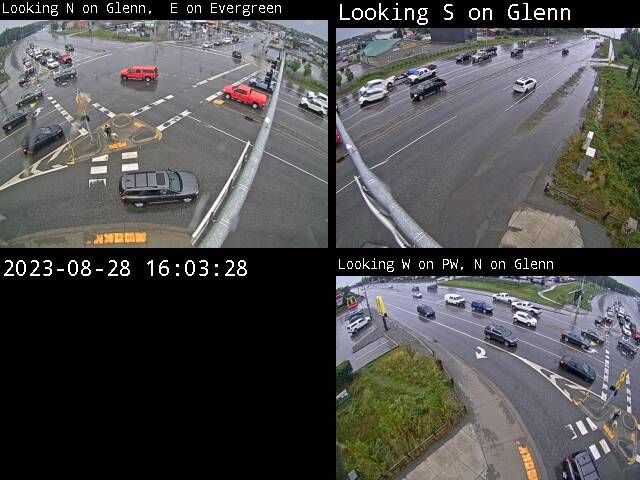 Looking N on Glenn,  E on Evergreen
Looking S on Glenn
2023-08-28 16:03:28
Looking W on PW, N on Glenn